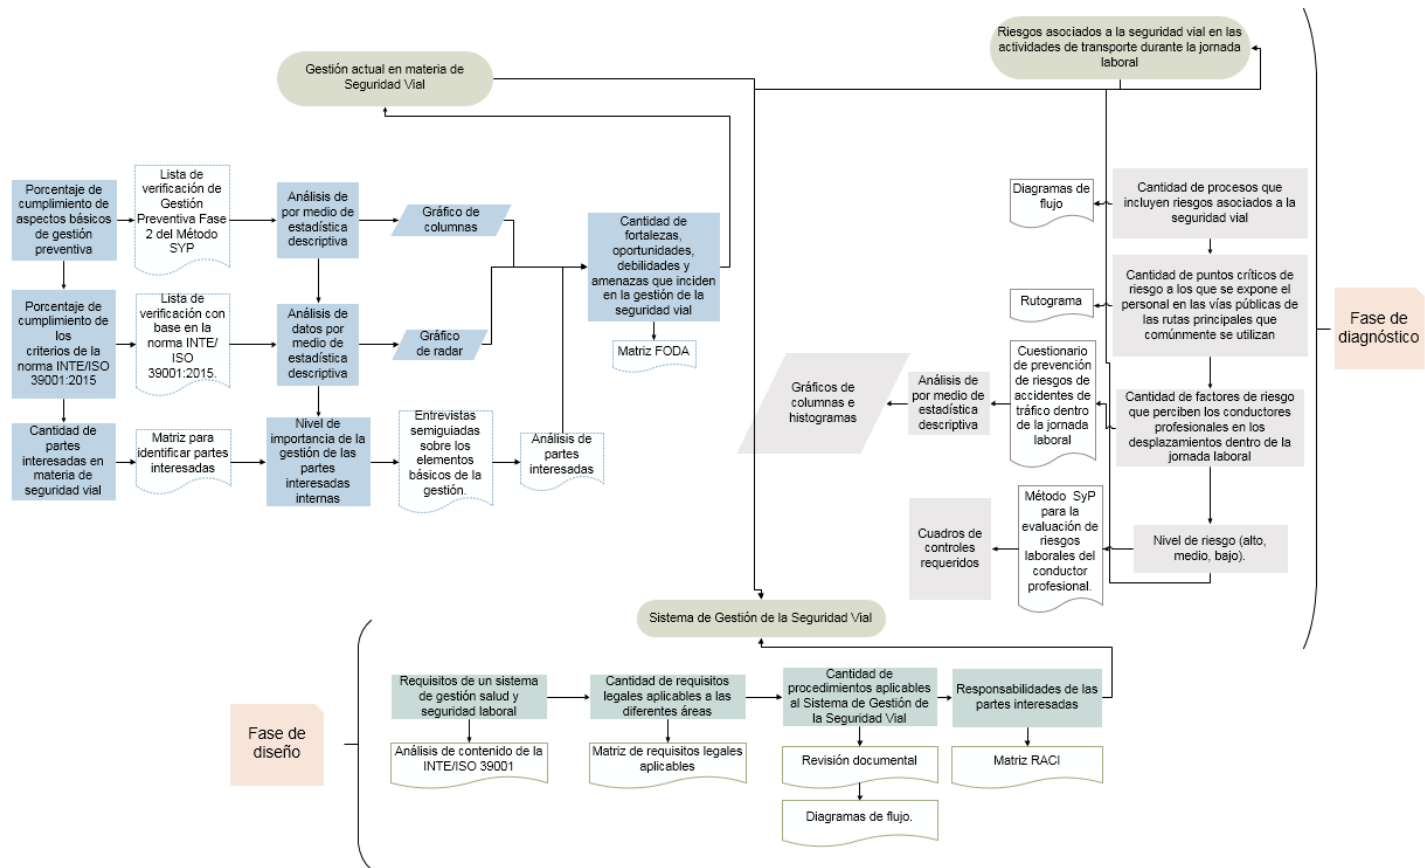 Riesgos asociados a la seguridad vial en las
actividades de transporte durante la jornada
laboral
Gestión actual en materia de
Seguridad Vial
Porcentaje de
cumplimiento de
aspectos básicos
de gestión
preventiva
Lista de
verificación de
Gestión
Preventiva Fase
2 del Método
SYP
Análisis de
por medio de
estadística
descriptiva
Gráfico de
columnas
Cantidad de
fortalezas,
oportunidades,
debilidades y
amenazas que inciden
en la gestión de la
seguridad vial
Matriz FODA
Porcentaje de
cumplimiento de
los
criterios de la
norma INTE/ISO
39001:2015
Lista de
verificación con
base en la
norma INTE/
ISO
39001:2015.
Análisis de
datos por
medio de
estadística
descriptiva
Gráfico
de radar
Cantidad de
partes
interesadas en
materia de
seguridad vial
Matriz para
identificar partes
interesadas
Nivel de
importancia de la
gestión de las
partes
interesadas
internas
Entrevistas
semiguiadas
sobre los
elementos
básicos de la
gestión.
Análisis de
partes
interesadas
Diagramas de
flujo
Cantidad de procesos que
incluyen riesgos asociados a la
seguridad vial
Rutograma
Cantidad de puntos críticos de
riesgo a los que se expone el
personal en las vías públicas de
las rutas principales que
comúnmente se utilizan
Gráficos de
columnas e
histogramas
Análisis de
por medio de
estadística
descriptiva
Cuestionario
de prevención
de riesgos de
accidentes de
tráfico dentro
de la jornada
laboral
Cantidad de factores de riesgo
que perciben los conductores
profesionales en los
desplazamientos dentro de la
jornada laboral
Cuadros de
controles
requeridos
Método SyP
para la
evaluación de
riesgos
laborales del
conductor
profesional.
Nivel de riesgo (alto,
medio, bajo).
Fase de
diagnóstico
Sistema de Gestión de la Seguridad Vial
Fase de
diseño
Requisitos de un sistema
de gestión salud y
seguridad laboral
Cantidad de requisitos
legales aplicables a las
diferentes áreas
Cantidad de
procedimientos aplicables
al Sistema de Gestión de
la Seguridad Vial
Responsabilidades de las
partes interesadas
Análisis de contenido de la
INTE/ISO 39001
Matriz de requisitos legales
aplicables
Revisión documental
Matriz RACI
Diagramas de flujo.